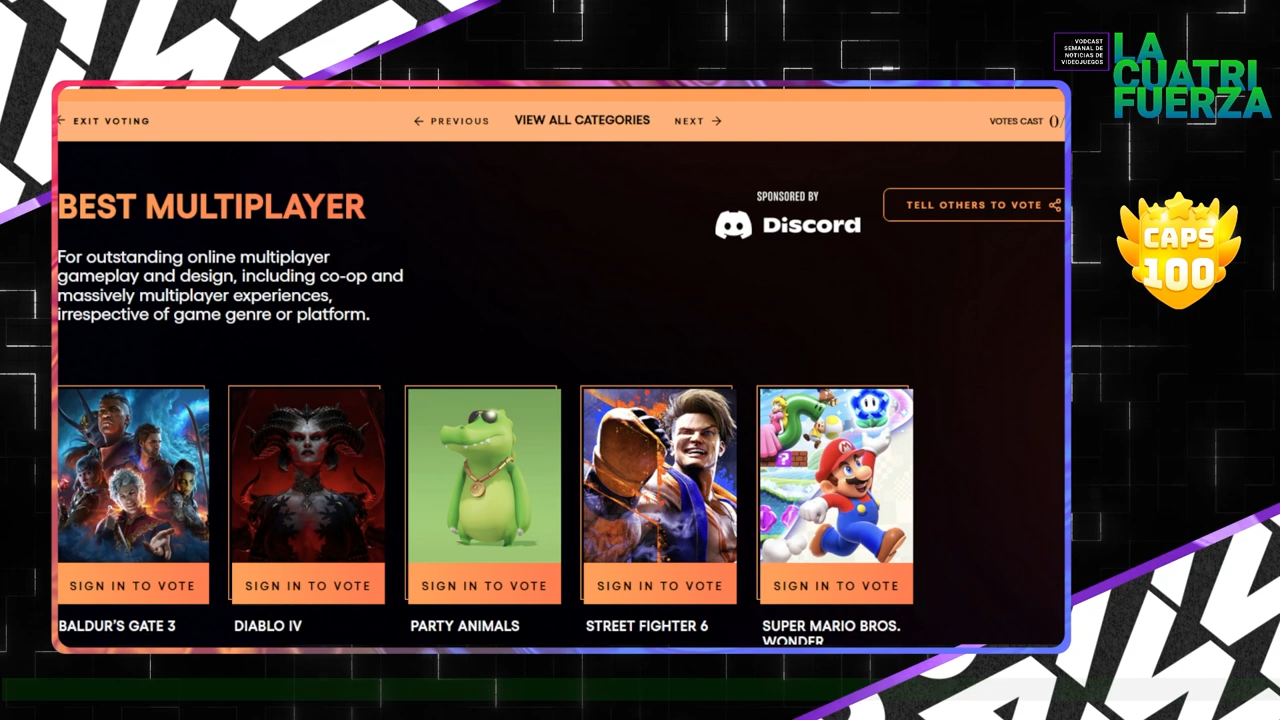 VODCAST
SEMANAL DE
NOTICIAS DE
VIDEOJUEGOS
LA
CUATRI
FUERZA
EXIT VOTING
PREVIOUS
VIEW ALL CATEGORIES
NEXT
VOTES CAST 0/
BEST MULTIPLAYER
SPONSORED BY
Discord
TELL OTHERS TO VOTE
For outstanding online multiplayer
gameplay and design, including co-op and
massively multiplayer experiences,
irrespective of game genre or platform.
CAPS
100
SIGN IN TO VOTE
SIGN IN TO VOTE
SIGN IN TO VOTE
SIGN IN TO VOTE
SIGN IN TO VOTE
BALDUR'S GATE 3
DIABLO IV
PARTY ANIMALS
STREET FIGHTER 6
SUPER MARIO BROS.
WONDER